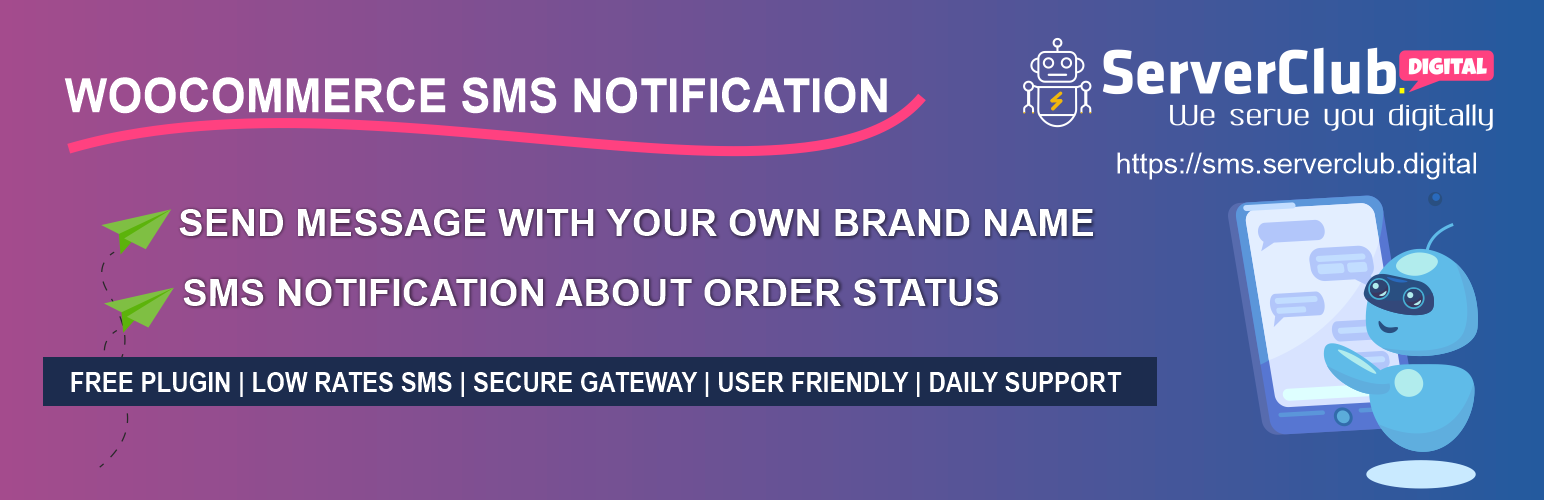 WOOCOMMERCE SMS NOTIFICATION
ServerClub.DIGITAL
We serve you digitally
https://sms.serverclub.digital
SEND MESSAGE WITH YOUR OWN BRAND NAME
SMS NOTIFICATION ABOUT ORDER STATUS
FREE PLUGIN | LOW RATES SMS | SECURE GATEWAY | USER FRIENDLY | DAILY SUPPORT